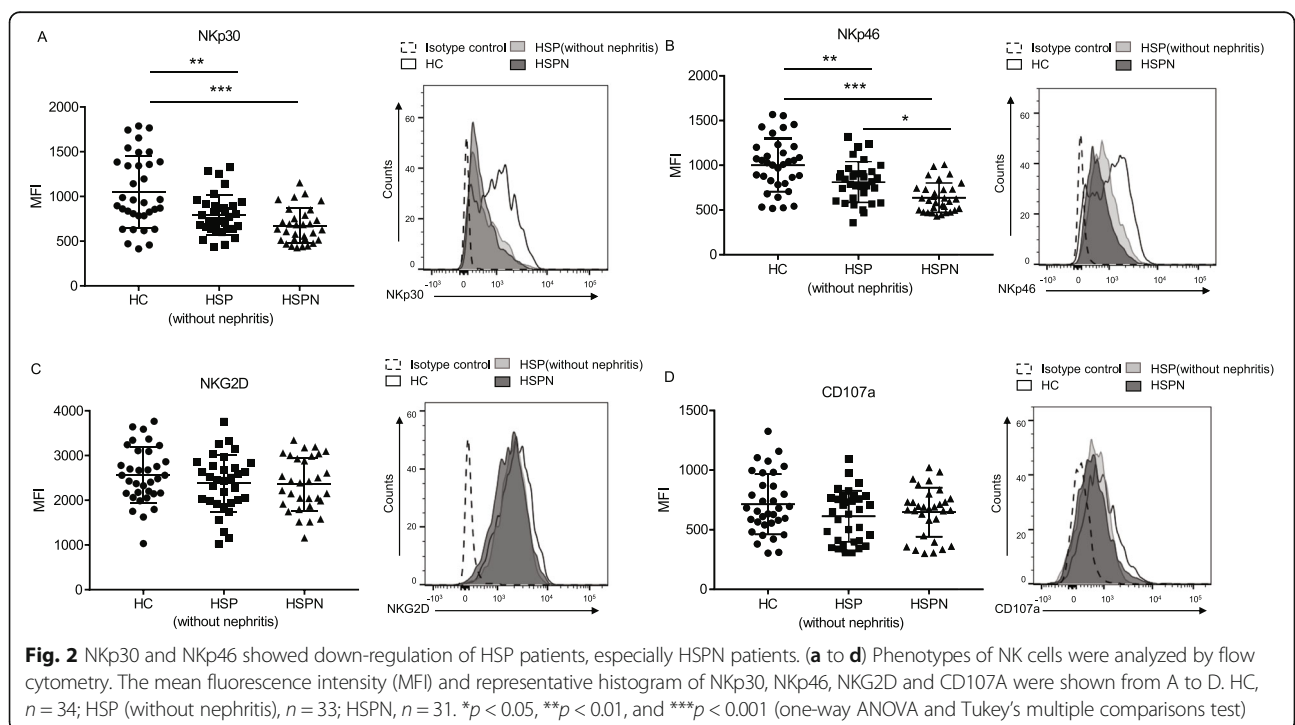 A
NKp30
**
***
MFI
2000
1500
1000
500
0
HC
HSP
HSPN
(without nephritis)
Isotype control
HSP(without nephritis)
HC
HSPN
Counts
60
40
20
0
-10³
0
10³
10⁴
10⁵
NKp30
B
NKp46
**
***
*
MFI
2000
1500
1000
500
0
HC
HSP
HSPN
(without nephritis)
Isotype control
HSP(without nephritis)
HC
HSPN
Counts
60
40
20
0
-10³
0
10³
10⁴
10⁵
NKp46
C
NKG2D
MFI
4000
3000
2000
1000
0
HC
HSP
HSPN
(without nephritis)
Isotype control
HSP(without nephritis)
HC
HSPN
Counts
60
40
20
0
-10³
0
10³
10⁴
10⁵
NKG2D
D
CD107a
MFI
1500
1000
500
0
HC
HSP
HSPN
(without nephritis)
Isotype control
HSP(without nephritis)
HC
HSPN
Counts
60
40
20
0
-10³
0
10³
10⁴
10⁵
CD107a
Fig. 2 NKp30 and NKp46 showed down-regulation of HSP patients, especially HSPN patients. (a to d) Phenotypes of NK cells were analyzed by flow
cytometry. The mean fluorescence intensity (MFI) and representative histogram of NKp30, NKp46, NKG2D and CD107A were shown from A to D. HC,
n = 34; HSP (without nephritis), n = 33; HSPN, n = 31. *p < 0.05, **p < 0.01, and ***p < 0.001 (one-way ANOVA and Tukey's multiple comparisons test)